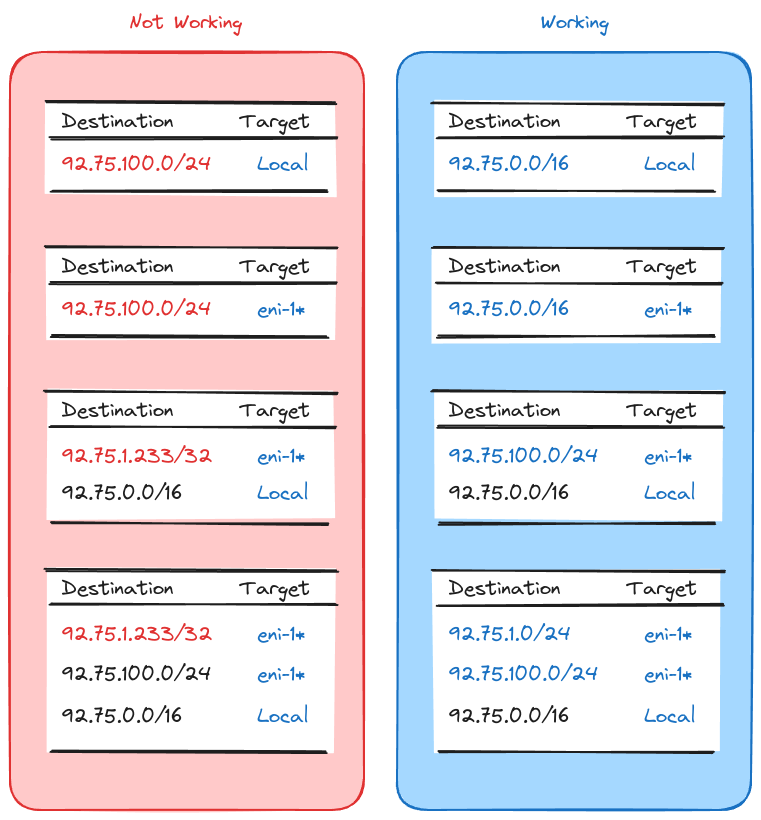 Not Working
Destination Target
92.75.100.0/24 Local
Destination Target
92.75.100.0/24 eni-1*
Destination Target
92.75.1.233/32 eni-1*
92.75.0.0/16 Local
Destination Target
92.75.1.233/32 eni-1*
92.75.100.0/24 eni-1*
92.75.0.0/16 Local
Working
Destination Target
92.75.0.0/16 Local
Destination Target
92.75.0.0/16 eni-1*
Destination Target
92.75.100.0/24 eni-1*
92.75.0.0/16 Local
Destination Target
92.75.1.0/24 eni-1*
92.75.100.0/24 eni-1*
92.75.0.0/16 Local